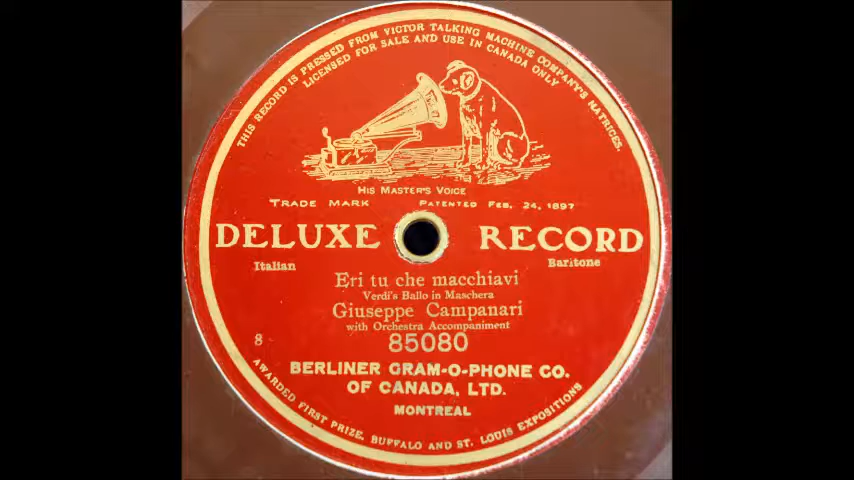 THIS RECORD IS PRESSED FROM VICTOR TALKING MACHINE COMPANY'S MATRICES.
LICENSED FOR SALE AND USE IN CANADA ONLY
HIS MASTER'S VOICE
TRADE MARK PATENTED FEB. 24, 1897
DELUXE RECORD
Italian Baritone
Eri tu che macchiavi
Verdi's Ballo in Maschera
Giuseppe Campanari
with Orchestra Accompaniment
8 85080
BERLINER GRAM-O-PHONE CO.
OF CANADA, LTD.
MONTREAL
AWARDED FIRST PRIZE, BUFFALO AND ST. LOUIS EXPOSITIONS